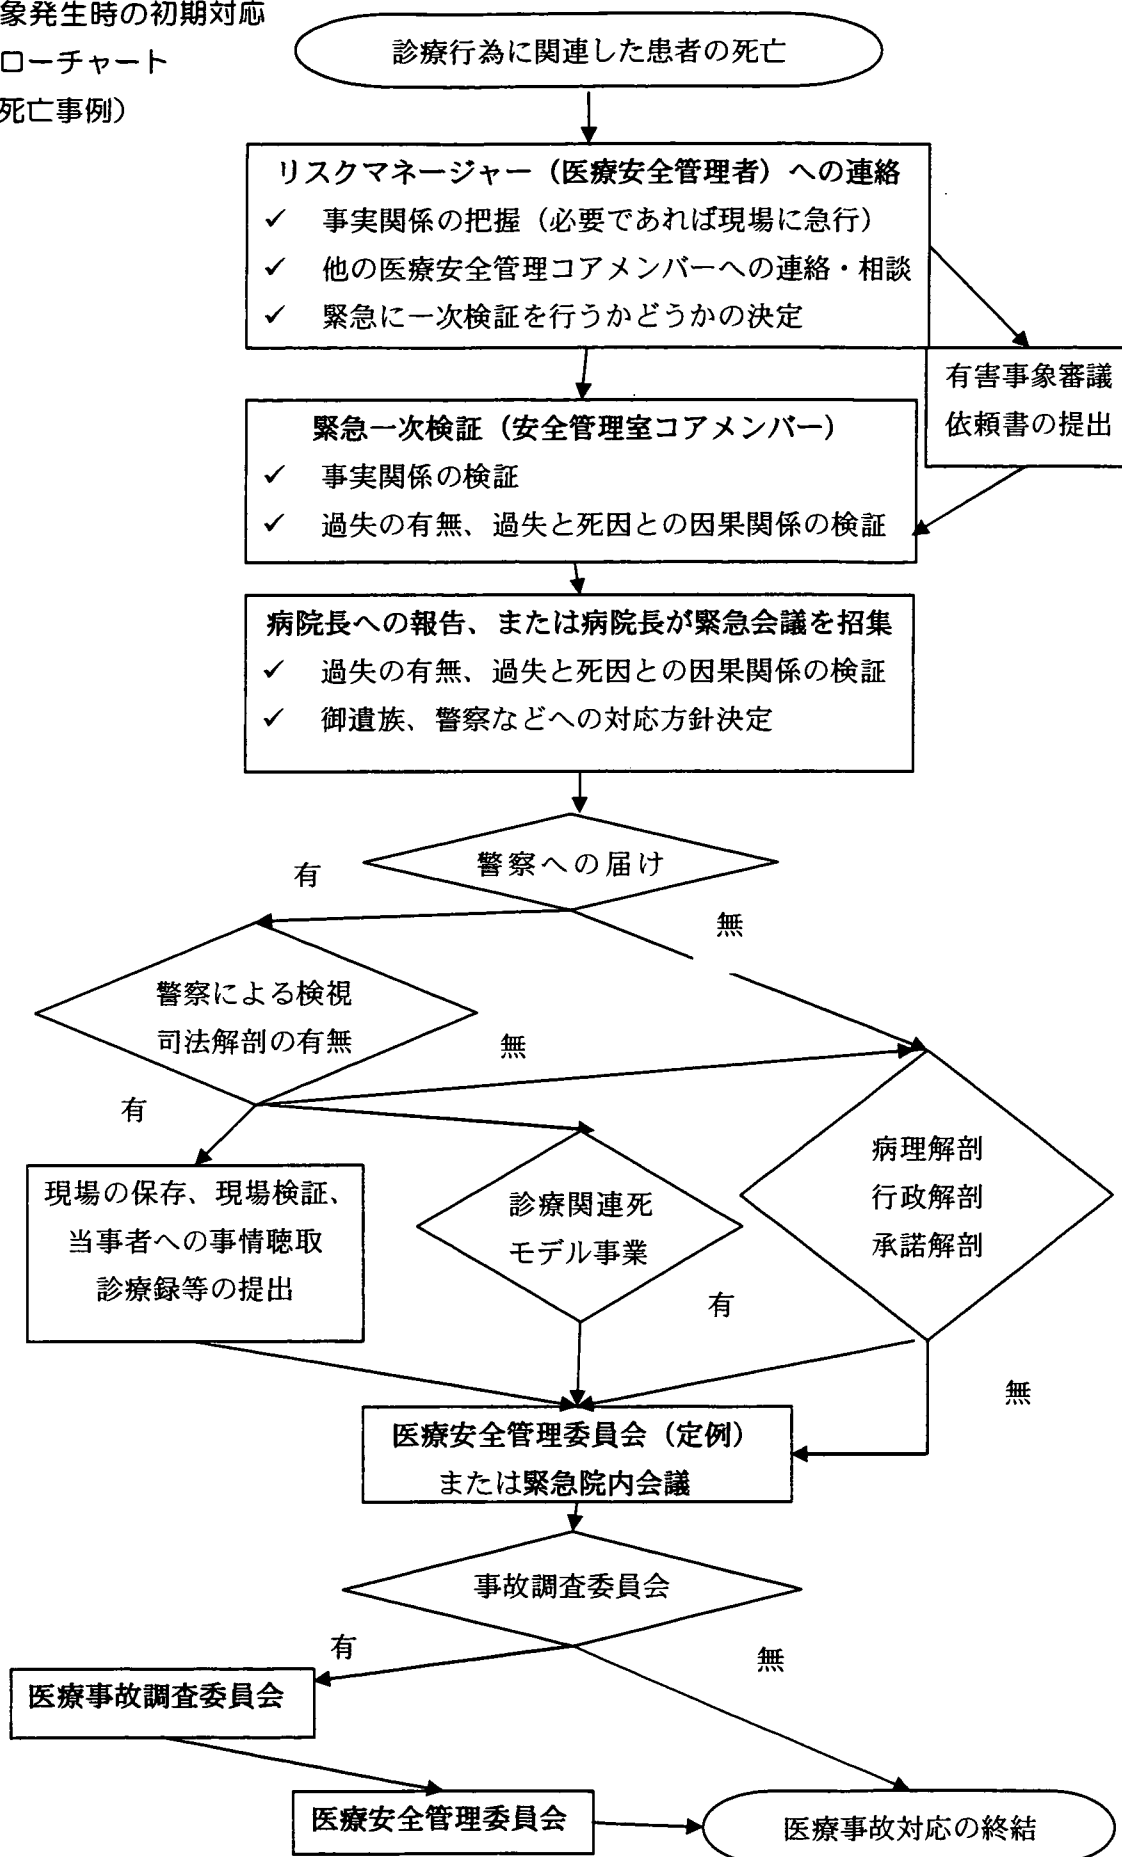 象発生時の初期対応
ローチャート
死亡事例）
診療行為に関連した患者の死亡
リスクマネージャー（医療安全管理者）への連絡
✓ 事実関係の把握（必要であれば現場に急行）
✓ 他の医療安全管理コアメンバーへの連絡・相談
✓ 緊急に一次検証を行うかどうかの決定
有害事象審議
依頼書の提出
緊急一次検証（安全管理室コアメンバー）
✓ 事実関係の検証
✓ 過失の有無、過失と死因との因果関係の検証
病院長への報告、または病院長が緊急会議を招集
✓ 過失の有無、過失と死因との因果関係の検証
✓ 御遺族、警察などへの対応方針決定
警察への届け
有
無
警察による検視
司法解剖の有無
無
有
現場の保存、現場検証、
当事者への事情聴取
診療録等の提出
診療関連死
モデル事業
病理解剖
行政解剖
承諾解剖
有
無
医療安全管理委員会（定例）
または緊急院内会議
事故調査委員会
有
無
医療事故調査委員会
医療安全管理委員会
医療事故対応の終結